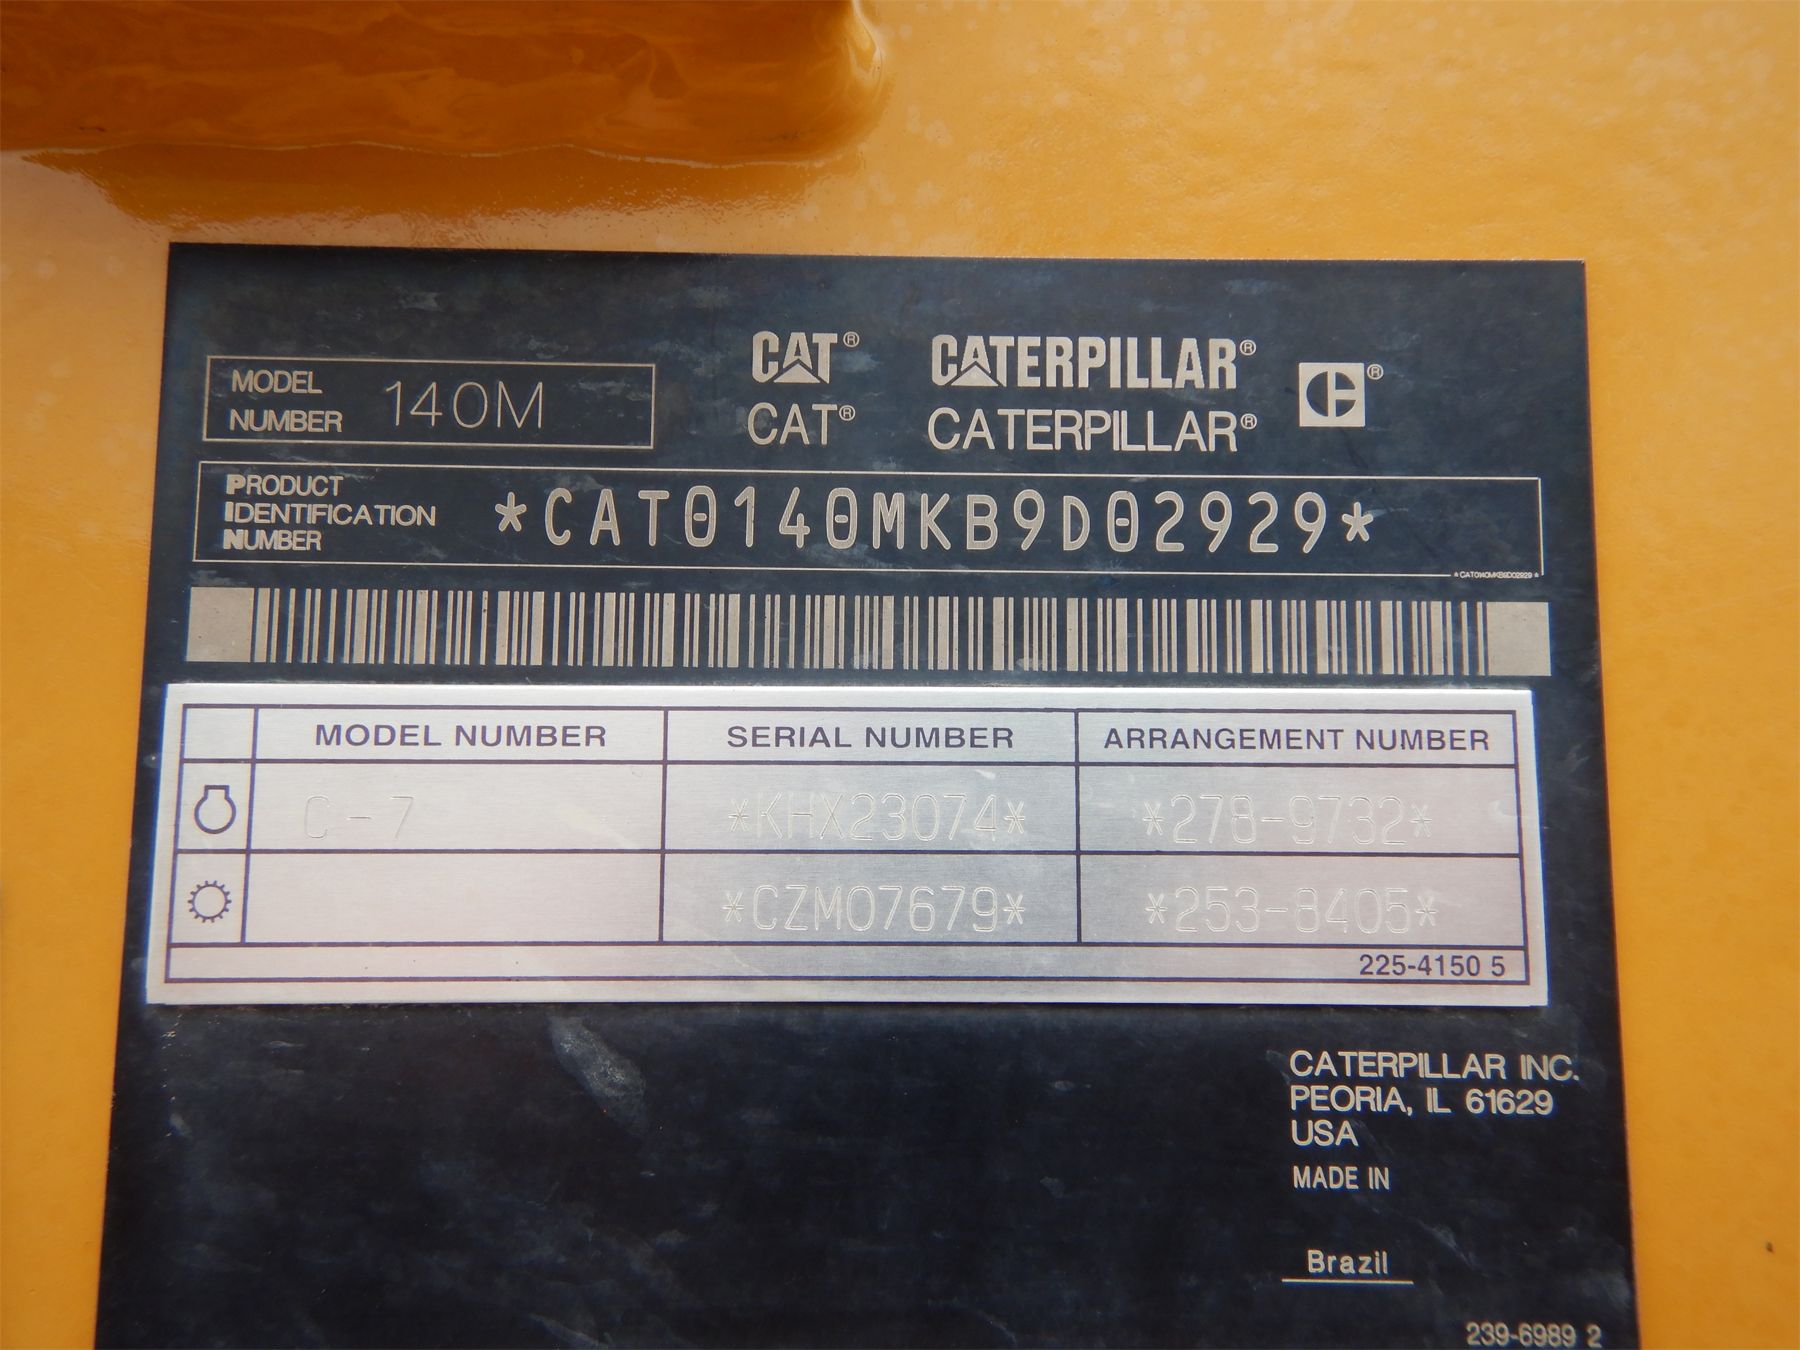 MODEL NUMBER 140M
CAT® CATERPILLAR® ®
CAT® CATERPILLAR®
PRODUCT IDENTIFICATION NUMBER *CAT0140MKB9D02929*
*CAT0140MKB9D02929*
MODEL NUMBER SERIAL NUMBER ARRANGEMENT NUMBER
C-7 *KHX23074* *278-9732*
*CZM07679* *253-8405*
225-4150 5
CATERPILLAR INC.
PEORIA, IL 61629
USA
MADE IN
Brazil
239-6989 2